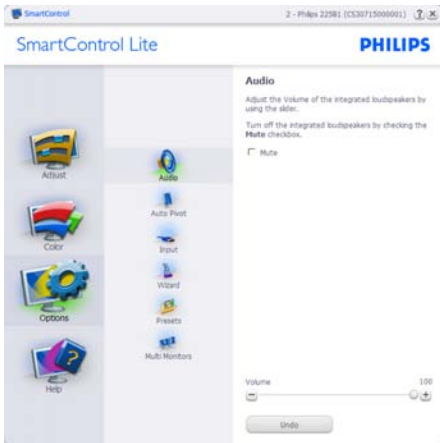 SmartControl
2 - Philips 225B1 (CS30715000001)
SmartControl Lite
PHILIPS
Adjust
Color
Options
Help
Audio
Auto Pivot
Input
Wizard
Presets
Multi Monitors
Audio
Adjust the Volume of the integrated loudspeakers by
using the slider.
Turn off the integrated loudspeakers by checking the
Mute checkbox.
Mute
Volume 100
Undo